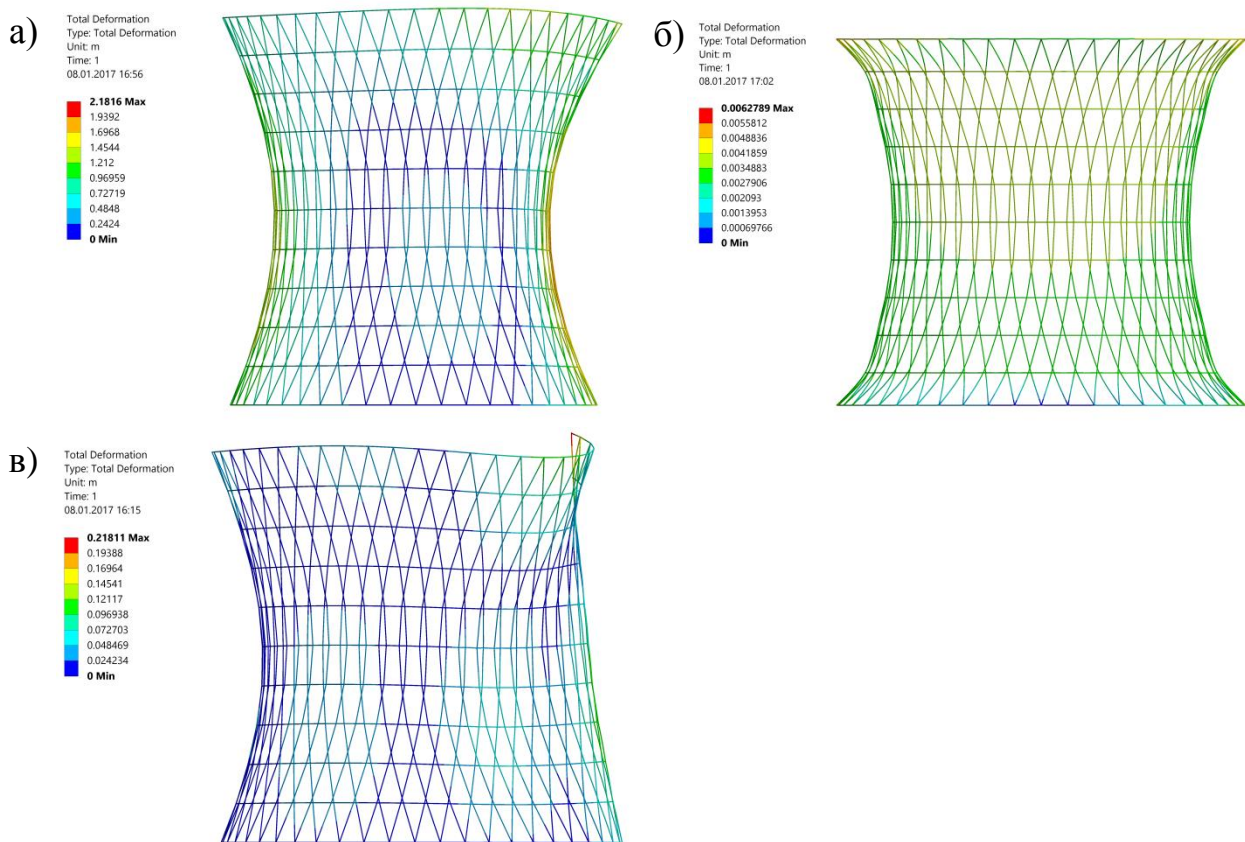 а)
Total Deformation
Type: Total Deformation
Unit: m
Time: 1
08.01.2017 16:56
2.1816 Max
1.9392
1.6968
1.4544
1.212
0.96959
0.72719
0.4848
0.2424
0 Min
б)
Total Deformation
Type: Total Deformation
Unit: m
Time: 1
08.01.2017 17:02
0.0062789 Max
0.0055812
0.0048836
0.0041859
0.0034883
0.0027906
0.002093
0.0013953
0.00069766
0 Min
в)
Total Deformation
Type: Total Deformation
Unit: m
Time: 1
08.01.2017 16:15
0.21811 Max
0.19388
0.16964
0.14541
0.12117
0.096938
0.072703
0.048469
0.024234
0 Min